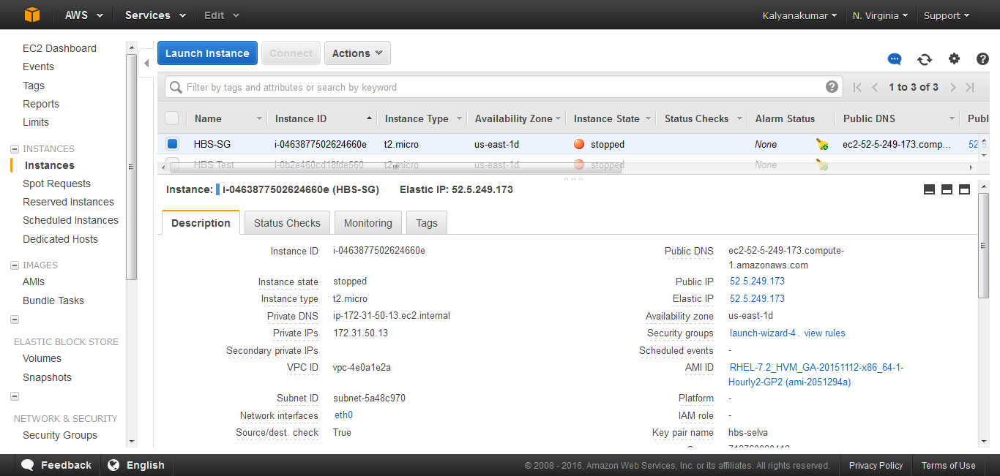 AWS Services Edit Kalyanakumar N. Virginia Support
EC2 Dashboard
Events
Tags
Reports
Limits
INSTANCES
Instances
Spot Requests
Reserved Instances
Scheduled Instances
Dedicated Hosts
IMAGES
AMIs
Bundle Tasks
ELASTIC BLOCK STORE
Volumes
Snapshots
NETWORK & SECURITY
Security Groups
Launch Instance Connect Actions
Filter by tags and attributes or search by keyword 1 to 3 of 3
Name Instance ID Instance Type Availability Zone Instance State Status Checks Alarm Status Public DNS Publ
HBS-SG i-0463877502624660e t2.micro us-east-1d stopped None ec2-52-5-249-173.comp... 52.5.
HBS Test i-0b2e460cd18fde560 t2.micro us-east-1d stopped None
Instance: i-0463877502624660e (HBS-SG) Elastic IP: 52.5.249.173
Description Status Checks Monitoring Tags
Instance ID i-0463877502624660e
Instance state stopped
Instance type t2.micro
Private DNS ip-172-31-50-13.ec2.internal
Private IPs 172.31.50.13
Secondary private IPs
VPC ID vpc-4e0a1e2a
Subnet ID subnet-5a48c970
Network interfaces eth0
Source/dest. check True
Public DNS ec2-52-5-249-173.compute-
1.amazonaws.com
Public IP 52.5.249.173
Elastic IP 52.5.249.173
Availability zone us-east-1d
Security groups launch-wizard-4 . view rules
Scheduled events -
AMI ID RHEL-7.2_HVM_GA-20151112-x86_64-1-
Hourly2-GP2 (ami-2051294a)
Platform -
IAM role -
Key pair name hbs-selva
Feedback English © 2008 - 2016, Amazon Web Services, Inc. or its affiliates. All rights reserved. Privacy Policy Terms of Use